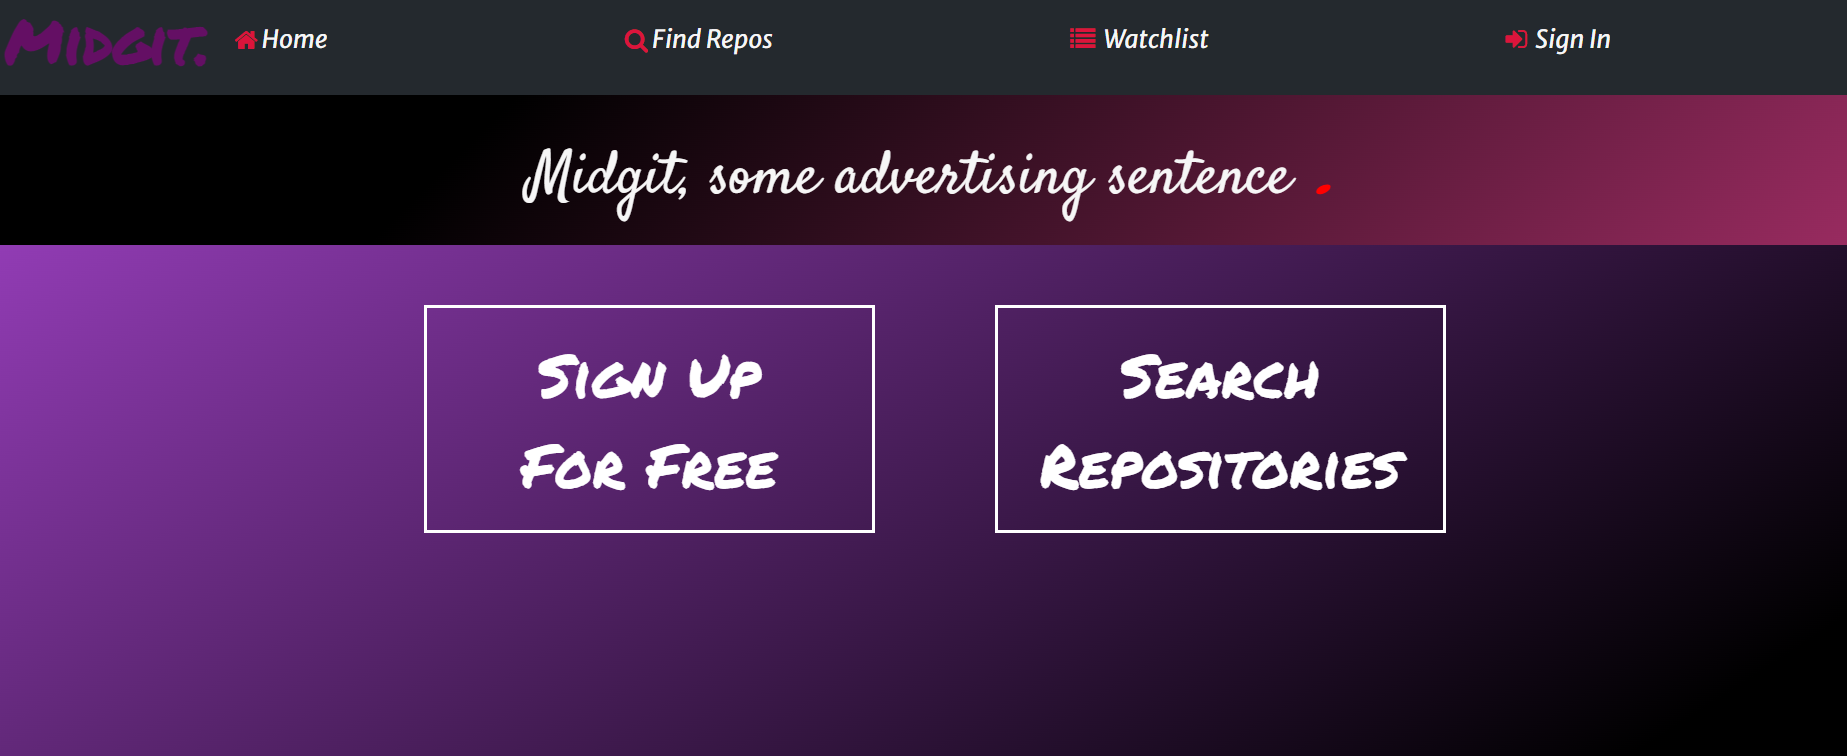 Midgit. Home Find Repos Watchlist Sign In
Midgit, some advertising sentence .
Sign Up
For Free
Search
Repositories